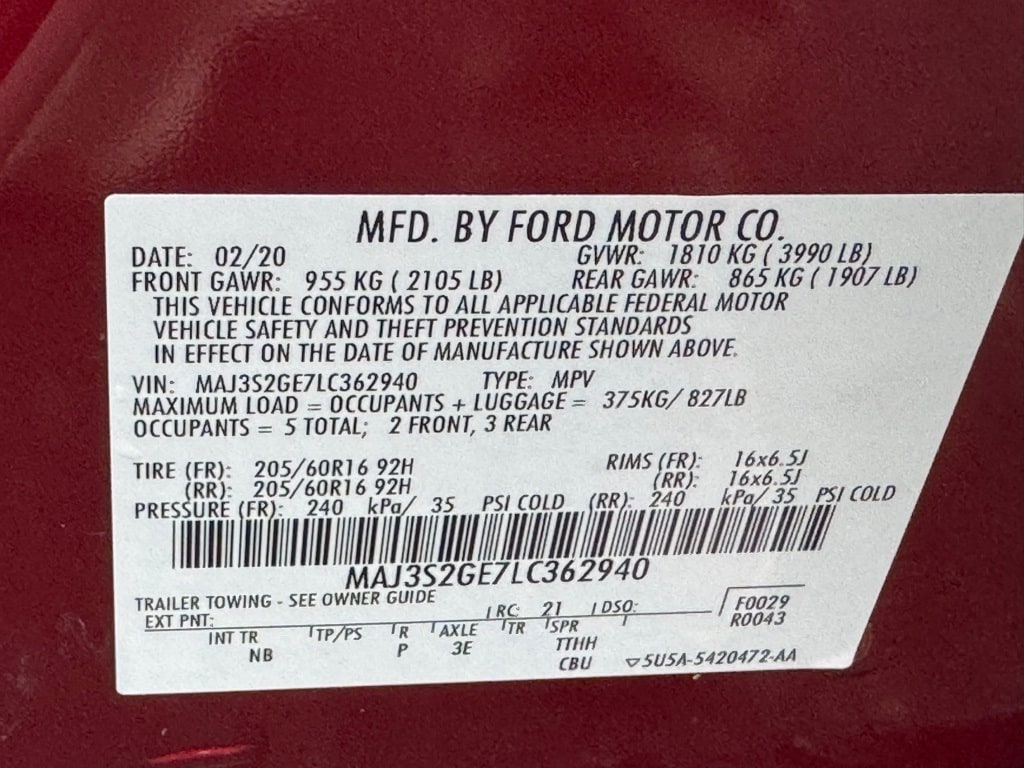 MFD. BY FORD MOTOR CO.
DATE: 02/20 GVWR: 1810 KG ( 3990 LB)
FRONT GAWR: 955 KG ( 2105 LB) REAR GAWR: 865 KG ( 1907 LB)
THIS VEHICLE CONFORMS TO ALL APPLICABLE FEDERAL MOTOR
VEHICLE SAFETY AND THEFT PREVENTION STANDARDS
IN EFFECT ON THE DATE OF MANUFACTURE SHOWN ABOVE.
VIN: MAJ3S2GE7LC362940 TYPE: MPV
MAXIMUM LOAD = OCCUPANTS + LUGGAGE = 375KG/ 827LB
OCCUPANTS = 5 TOTAL; 2 FRONT, 3 REAR
TIRE (FR): 205/60R16 92H RIMS (FR): 16x6.5J
(RR): 205/60R16 92H (RR): 16x6.5J
PRESSURE (FR): 240 kPa/ 35 PSI COLD (RR): 240 kPa/ 35 PSI COLD
MAJ3S2GE7LC362940
TRAILER TOWING - SEE OWNER GUIDE
EXT PNT: RC: 21 DSO: F0029
R0043
INT TR TP/PS R AXLE TR SPR
NB P 3E TTHH
CBU ▽5U5A-5420472-AA